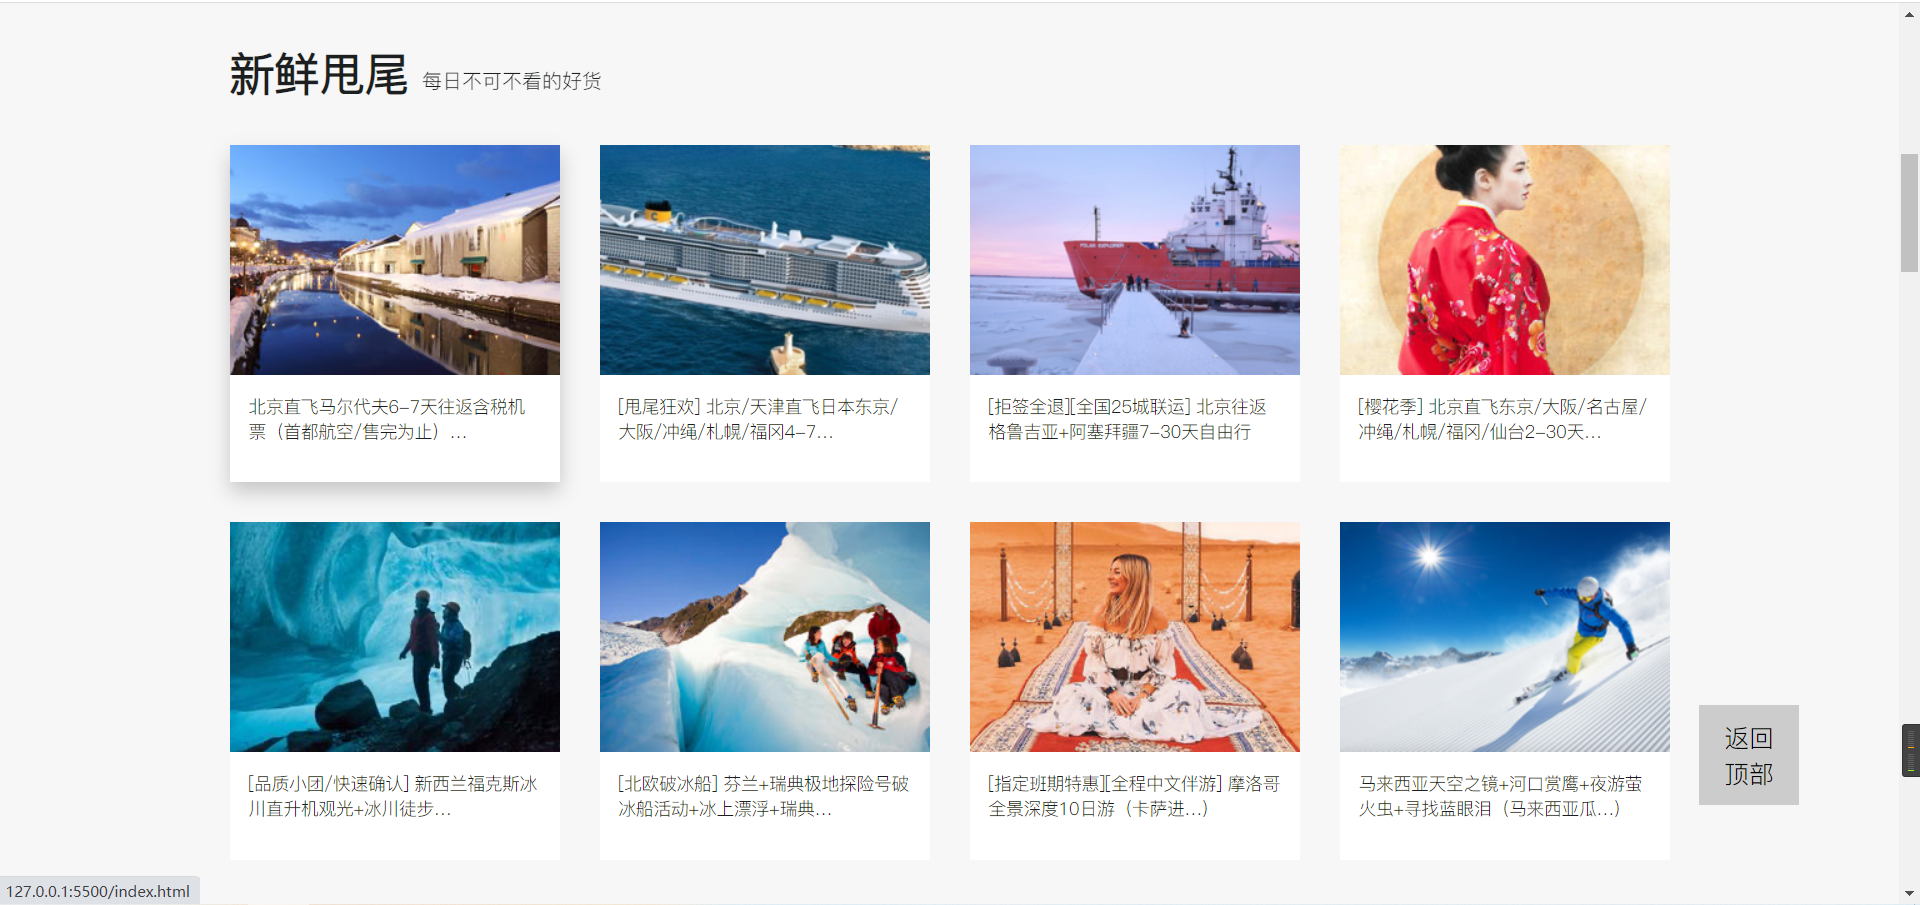 新鲜甩尾 每日不可不看的好货
POLAR EXPLORER
北京直飞马尔代夫6-7天往返含税机
票（首都航空/售完为止）...
[甩尾狂欢] 北京/天津直飞日本东京/
大阪/冲绳/札幌/福冈4-7...
[拒签全退][全国25城联运] 北京往返
格鲁吉亚+阿塞拜疆7-30天自由行
[樱花季] 北京直飞东京/大阪/名古屋/
冲绳/札幌/福冈/仙台2-30天...
[品质小团/快速确认] 新西兰福克斯冰
川直升机观光+冰川徒步...
[北欧破冰船] 芬兰+瑞典极地探险号破
冰船活动+冰上漂浮+瑞典...
[指定班期特惠][全程中文伴游] 摩洛哥
全景深度10日游（卡萨进...）
马来西亚天空之镜+河口赏鹰+夜游萤
火虫+寻找蓝眼泪（马来西亚瓜...）
返回
顶部
127.0.0.1:5500/index.html